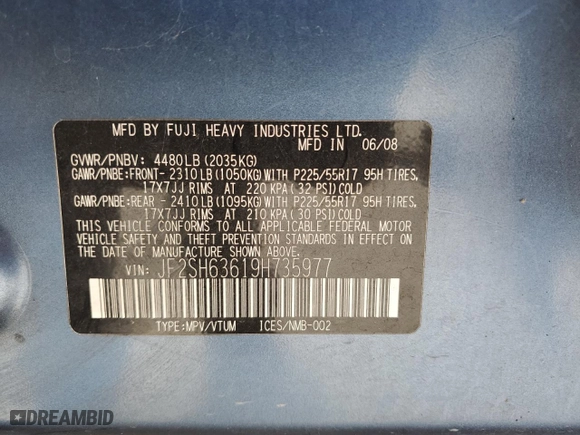 MFD BY FUJI HEAVY INDUSTRIES LTD.
MFD IN 06/08
GVWR/PNBV: 4480LB(2035KG)
GAWR/PNBE:FRONT- 2310LB(1050KG)WITH P225/55R17 95H TIRES,
17X7JJ RIMS AT 220 KPA(32 PSI)COLD
GAWR/PNBE:REAR - 2410LB(1095KG)WITH P225/55R17 95H TIRES,
17X7JJ RIMS AT 210 KPA(30 PSI)COLD
THIS VEHICLE CONFORMS TO ALL APPLICABLE FEDERAL MOTOR
VEHICLE SAFETY AND THEFT PREVENTION STANDARDS IN EFFECT
ON THE DATE OF MANUFACTURE SHOWN ABOVE.
VIN: JF2SH63619H735977
TYPE:MPV/VTUM ICES/NMB-002
DREAMBID